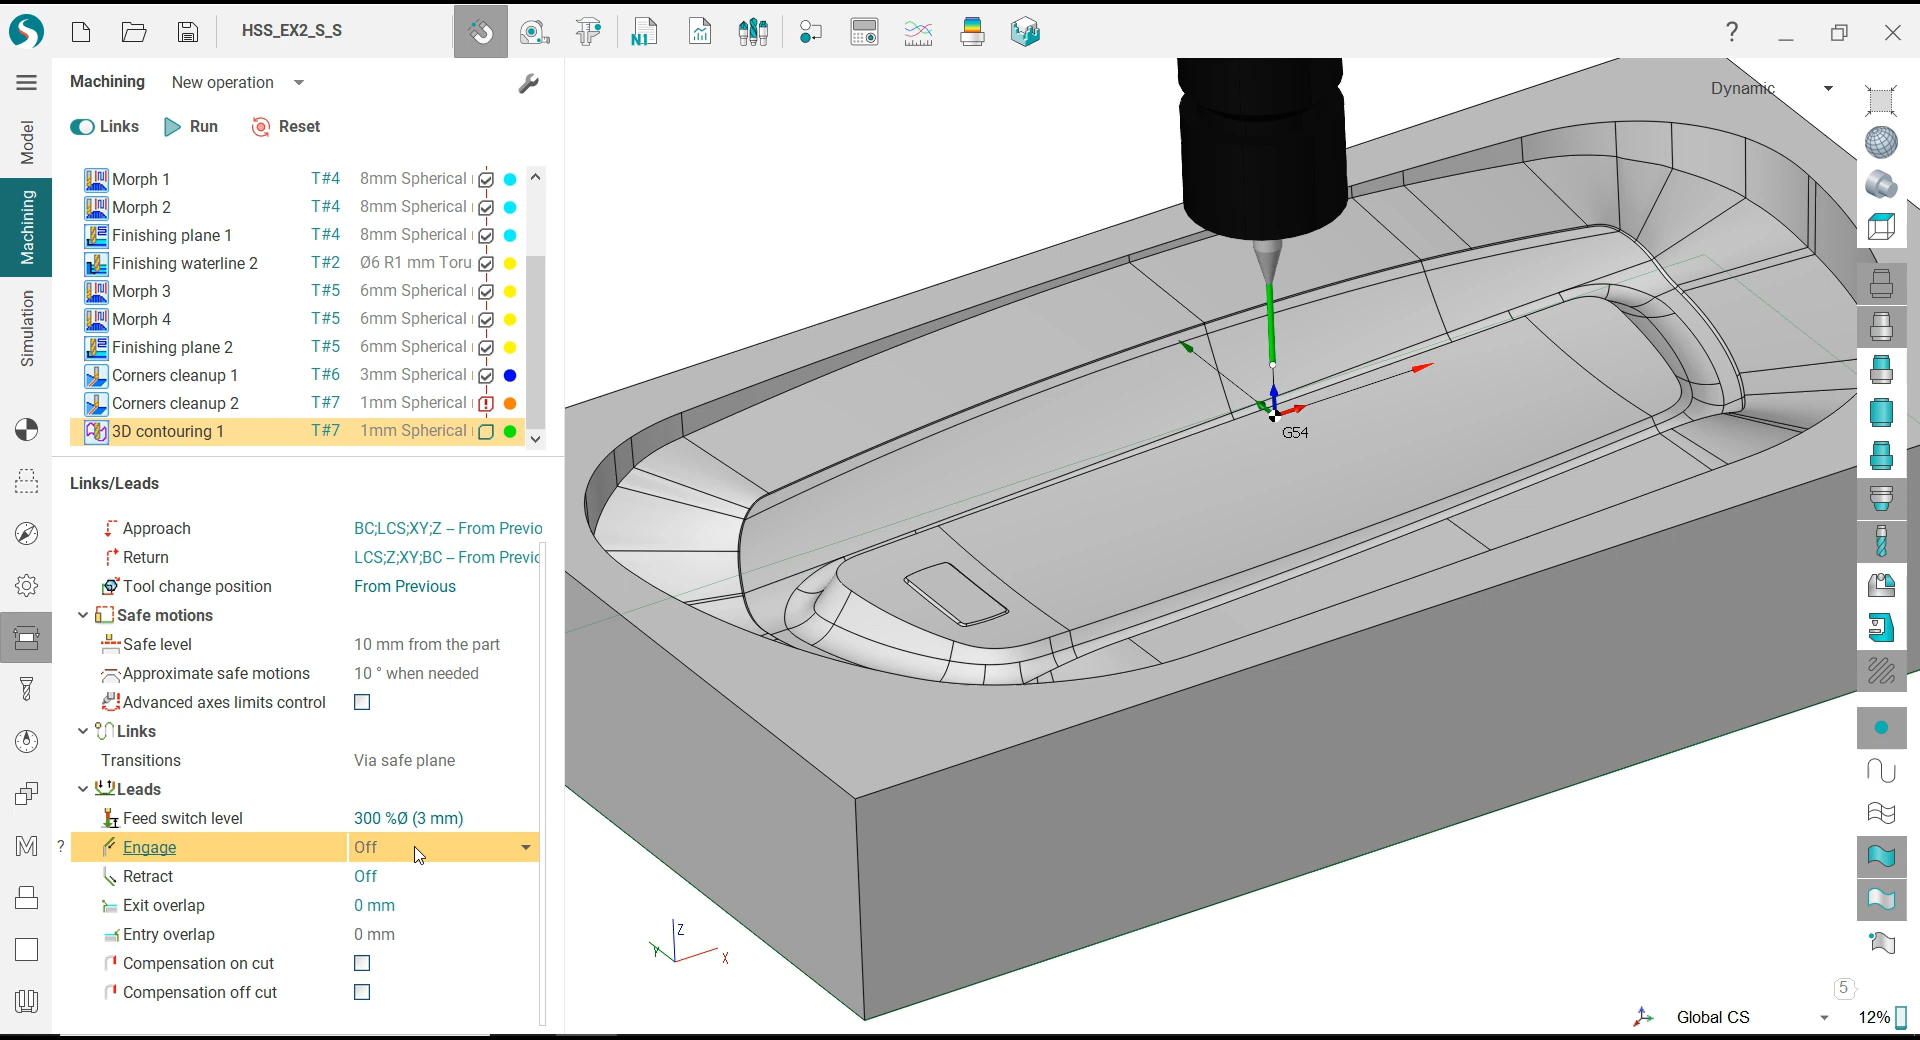 HSS_EX2_S_S
N1
?
Machining New operation
Links Run Reset
Model
Machining
Simulation
Morph 1 T#4 8mm Spherical
Morph 2 T#4 8mm Spherical
Finishing plane 1 T#4 8mm Spherical
Finishing waterline 2 T#2 Ø6 R1 mm Toru
Morph 3 T#5 6mm Spherical
Morph 4 T#5 6mm Spherical
Finishing plane 2 T#5 6mm Spherical
Corners cleanup 1 T#6 3mm Spherical
Corners cleanup 2 T#7 1mm Spherical
3D contouring 1 T#7 1mm Spherical
Links/Leads
Approach BC;LCS;XY;Z – From Previo
Return LCS;Z;XY;BC – From Previc
Tool change position From Previous
Safe motions
Safe level 10 mm from the part
Approximate safe motions 10 ° when needed
Advanced axes limits control
Links
Transitions Via safe plane
Leads
Feed switch level 300 %Ø (3 mm)
? Engage Off
Retract Off
Exit overlap 0 mm
Entry overlap 0 mm
Compensation on cut
Compensation off cut
M
Dynamic
G54
Z
Y
X
5
Global CS 12%